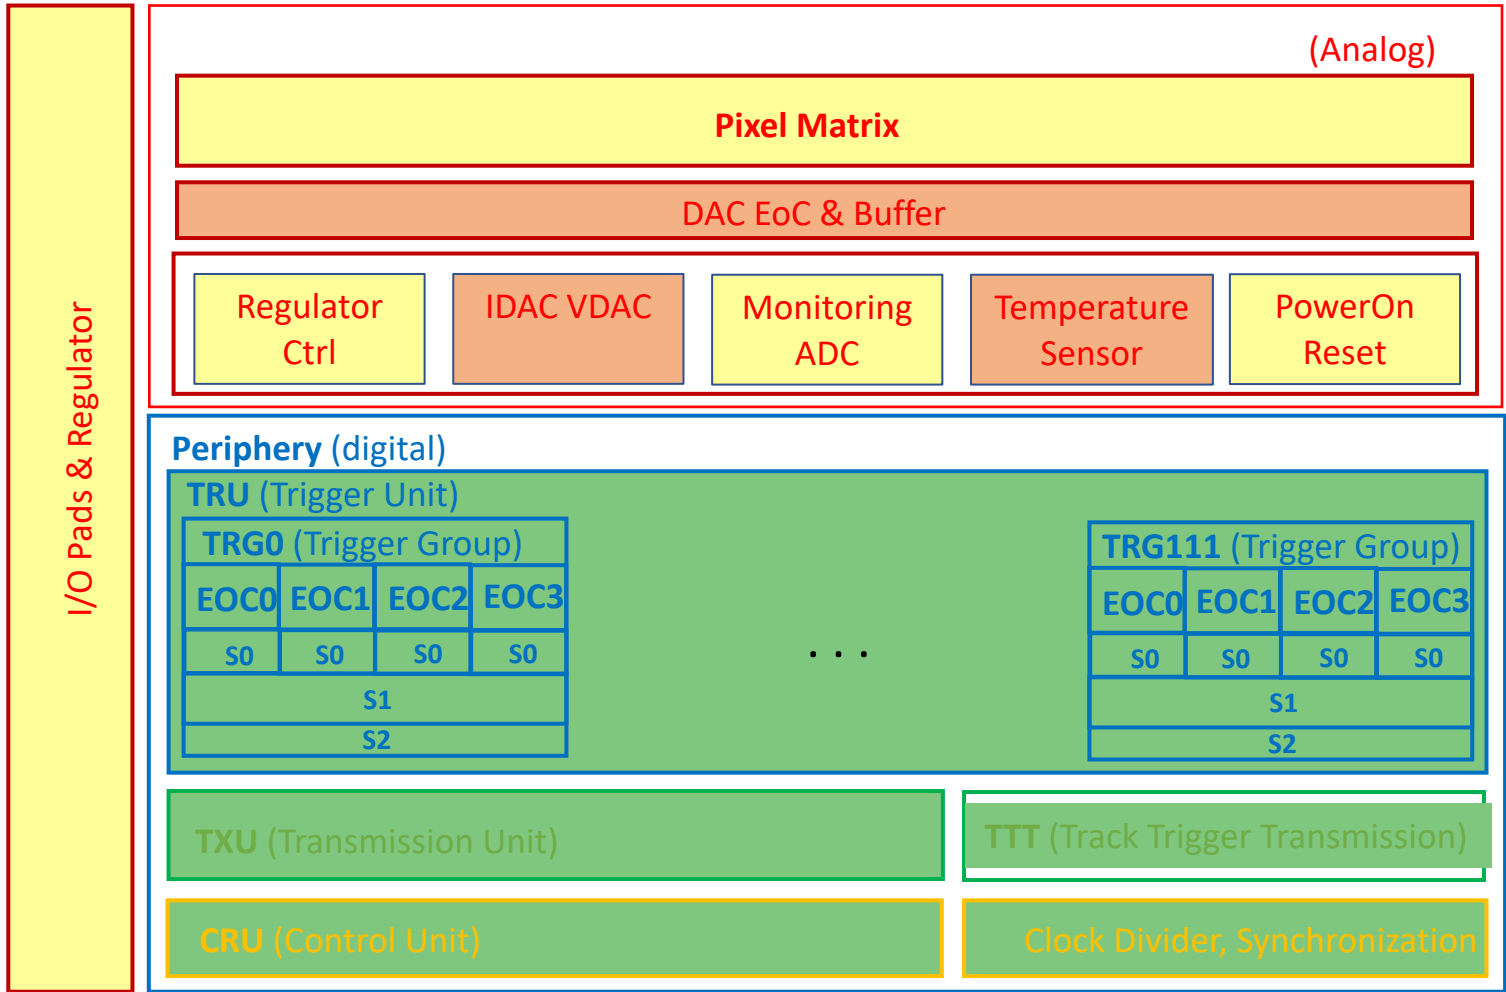 I/O Pads & Regulator
(Analog)
Pixel Matrix
DAC EoC & Buffer
Regulator
Ctrl
IDAC VDAC
Monitoring
ADC
Temperature
Sensor
PowerOn
Reset
Periphery (digital)
TRU (Trigger Unit)
TRG0 (Trigger Group)
EOC0 EOC1 EOC2 EOC3
S0 S0 S0 S0
S1
S2
. . .
TRG111 (Trigger Group)
EOC0 EOC1 EOC2 EOC3
S0 S0 S0 S0
S1
S2
TXU (Transmission Unit)
TTT (Track Trigger Transmission)
CRU (Control Unit)
Clock Divider, Synchronization